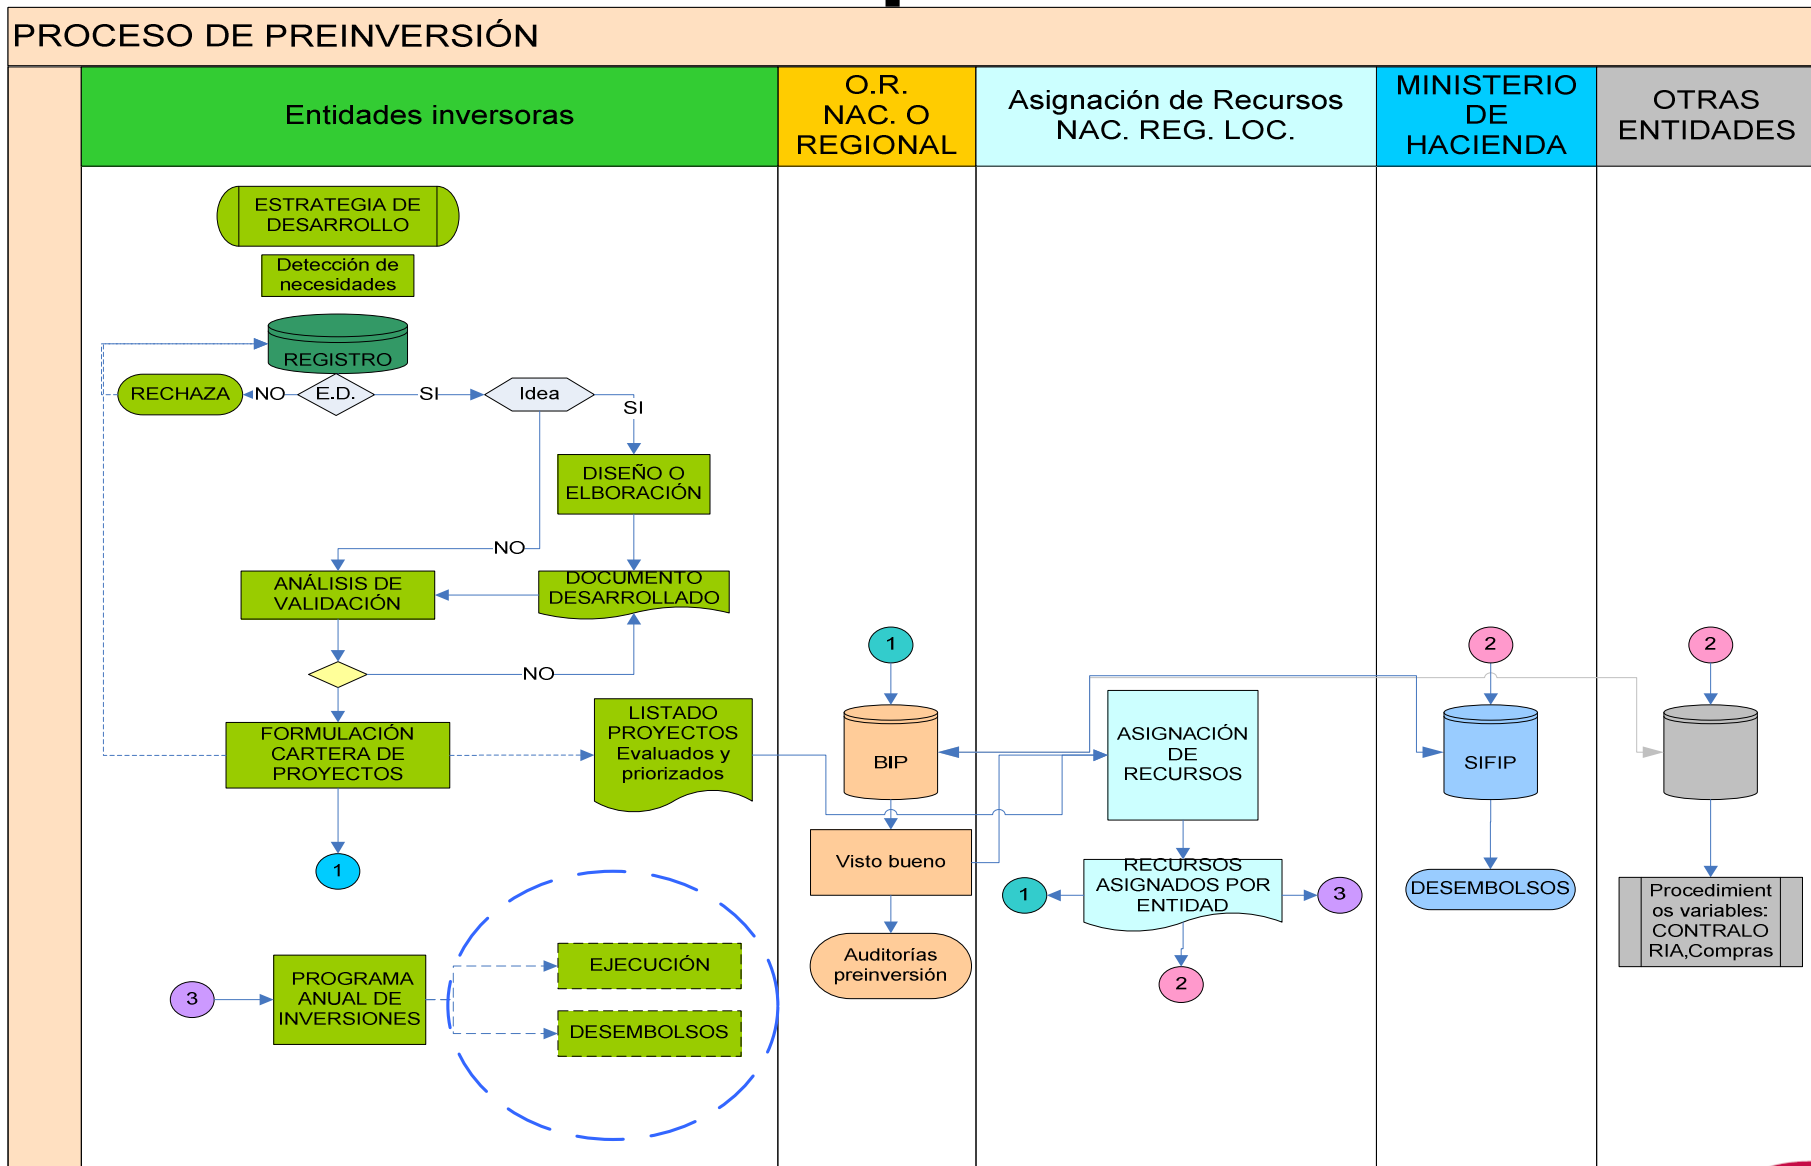 PROCESO DE PREINVERSIÓN
Entidades inversoras
O.R.
NAC. O
REGIONAL
Asignación de Recursos
NAC. REG. LOC.
MINISTERIO
DE
HACIENDA
OTRAS
ENTIDADES
ESTRATEGIA DE
DESARROLLO
Detección de
necesidades
REGISTRO
RECHAZA
NO
E.D.
SI
Idea
SI
DISEÑO O
ELBORACIÓN
NO
ANÁLISIS DE
VALIDACIÓN
DOCUMENTO
DESARROLLADO
NO
FORMULACIÓN
CARTERA DE
PROYECTOS
LISTADO
PROYECTOS
Evaluados y
priorizados
1
3
PROGRAMA
ANUAL DE
INVERSIONES
EJECUCIÓN
DESEMBOLSOS
1
BIP
Visto bueno
Auditorías
preinversión
ASIGNACIÓN
DE
RECURSOS
RECURSOS
ASIGNADOS POR
ENTIDAD
1
3
2
2
SIFIP
DESEMBOLSOS
2
Procedimient
os variables:
CONTRALO
RIA,Compras